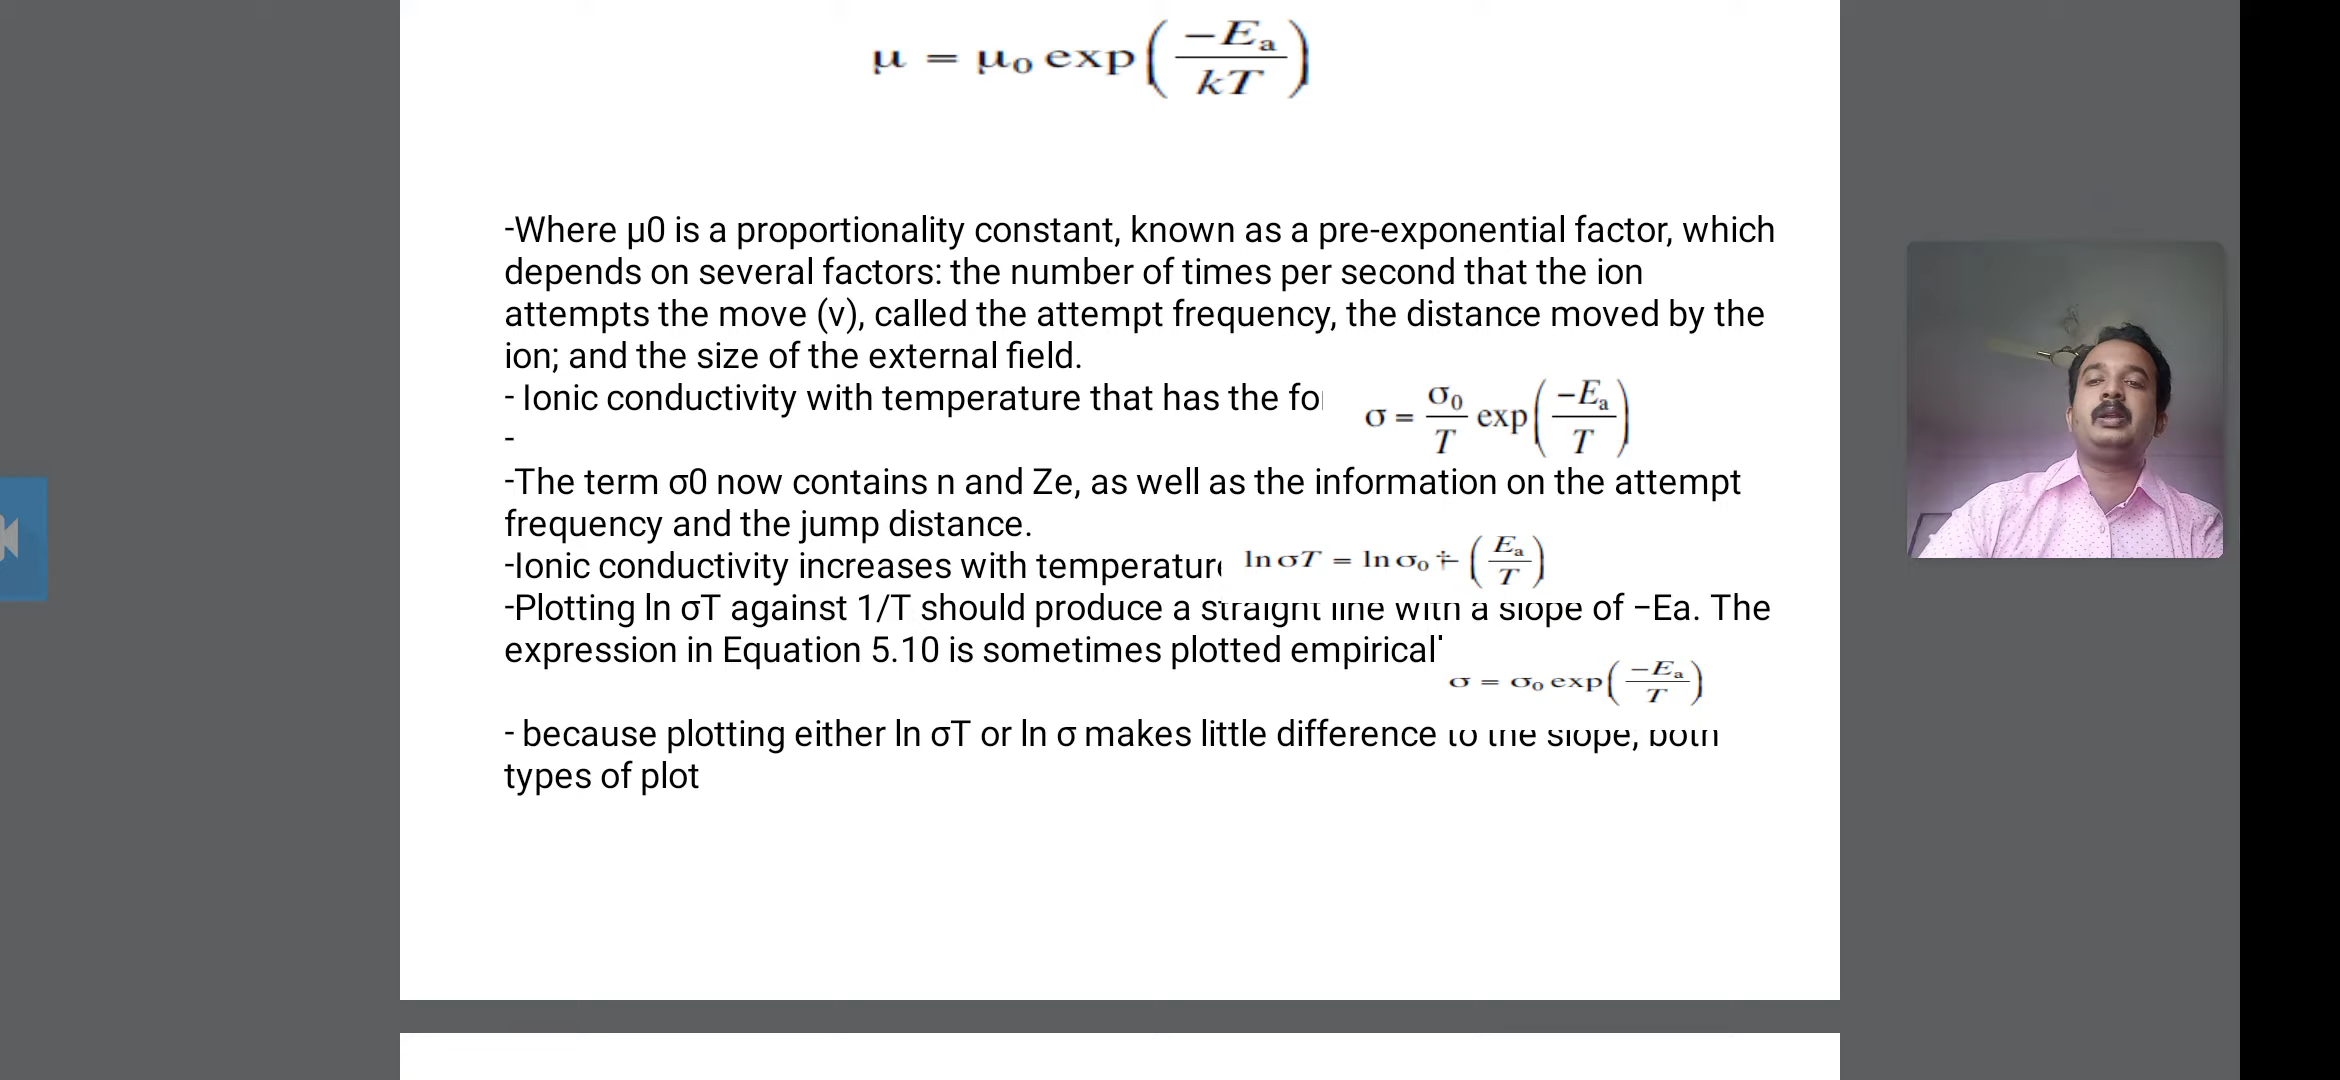 μ = μ0 exp(−Ea/kT)
-Where μ0 is a proportionality constant, known as a pre-exponential factor, which
depends on several factors: the number of times per second that the ion
attempts the move (v), called the attempt frequency, the distance moved by the
ion; and the size of the external field.
- Ionic conductivity with temperature that has the σ = σ0/T exp(−Ea/T)
-
-The term σ0 now contains n and Ze, as well as the information on the attempt
frequency and the jump distance.
-Ionic conductivity increases with temperature ln σT = ln σ0 ∓ (Ea/T)
-Plotting ln σT against 1/T should produce a straight line with a slope of −Ea. The
expression in Equation 5.10 is sometimes plotted empirical
σ = σ0 exp(−Ea/T)
- because plotting either ln σT or ln σ makes little difference to the slope, both
types of plot